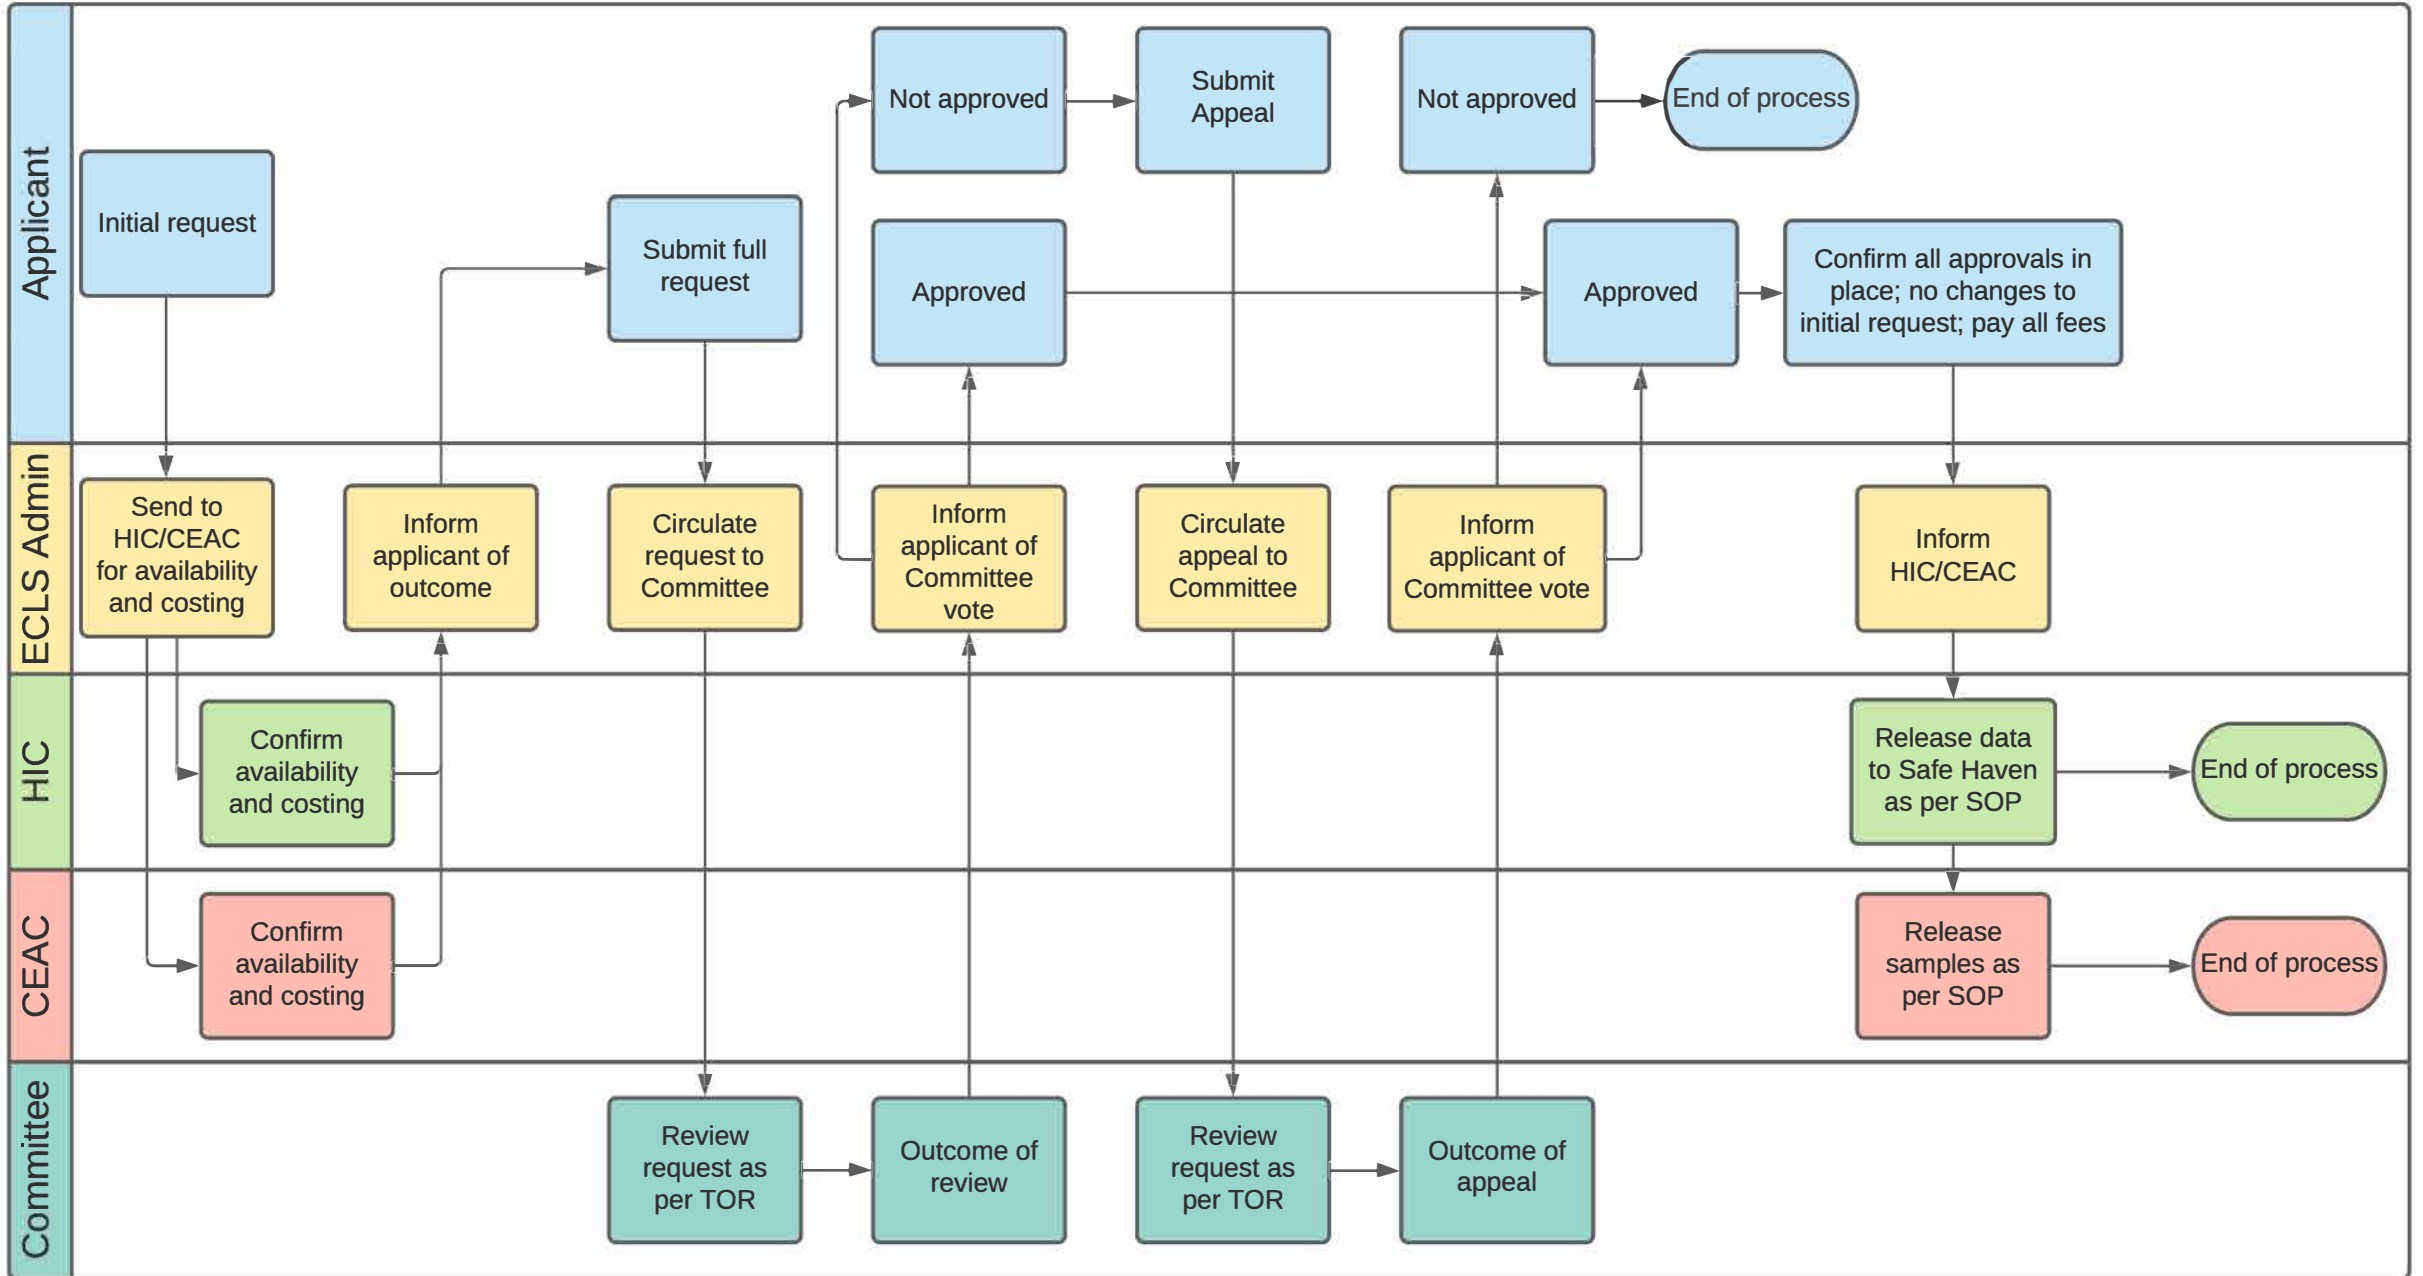 Applicant
Initial request
Submit full
request
Not approved
Submit
Appeal
Not approved
End of process
Approved
Approved
Confirm all approvals in
place; no changes to
initial request; pay all fees
ECLS Admin
Send to
HIC/CEAC
for availability
and costing
Inform
applicant of
outcome
Circulate
request to
Committee
Inform
applicant of
Committee
vote
Circulate
appeal to
Committee
Inform
applicant of
Committee vote
Inform
HIC/CEAC
HIC
Confirm
availability
and costing
Release data
to Safe Haven
as per SOP
End of process
CEAC
Confirm
availability
and costing
Release
samples as
per SOP
End of process
Committee
Review
request as
per TOR
Outcome of
review
Review
request as
per TOR
Outcome of
appeal